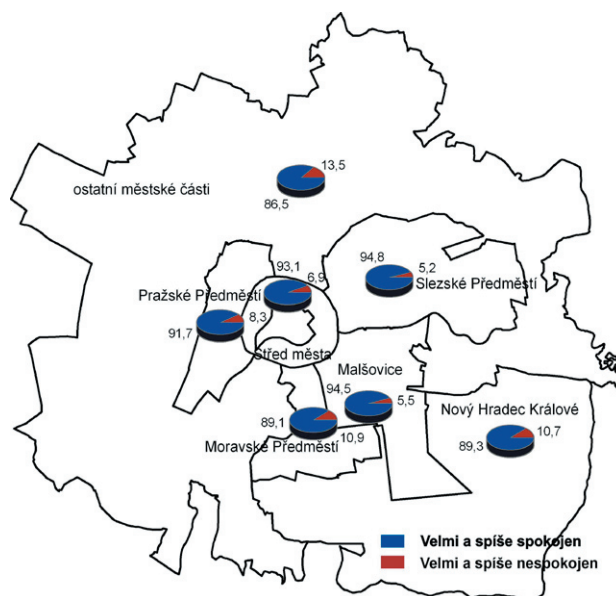 13,5
ostatní městské části
86,5
93,1
6,9
94,8
5,2
Slezské Předměstí
Pražské Předměstí
91,7
8,3
Střed města
Malšovice
94,5
5,5
89,1
10,9
Moravské Předměstí
Nový Hradec Králové
10,7
89,3
Velmi a spíše spokojen
Velmi a spíše nespokojen